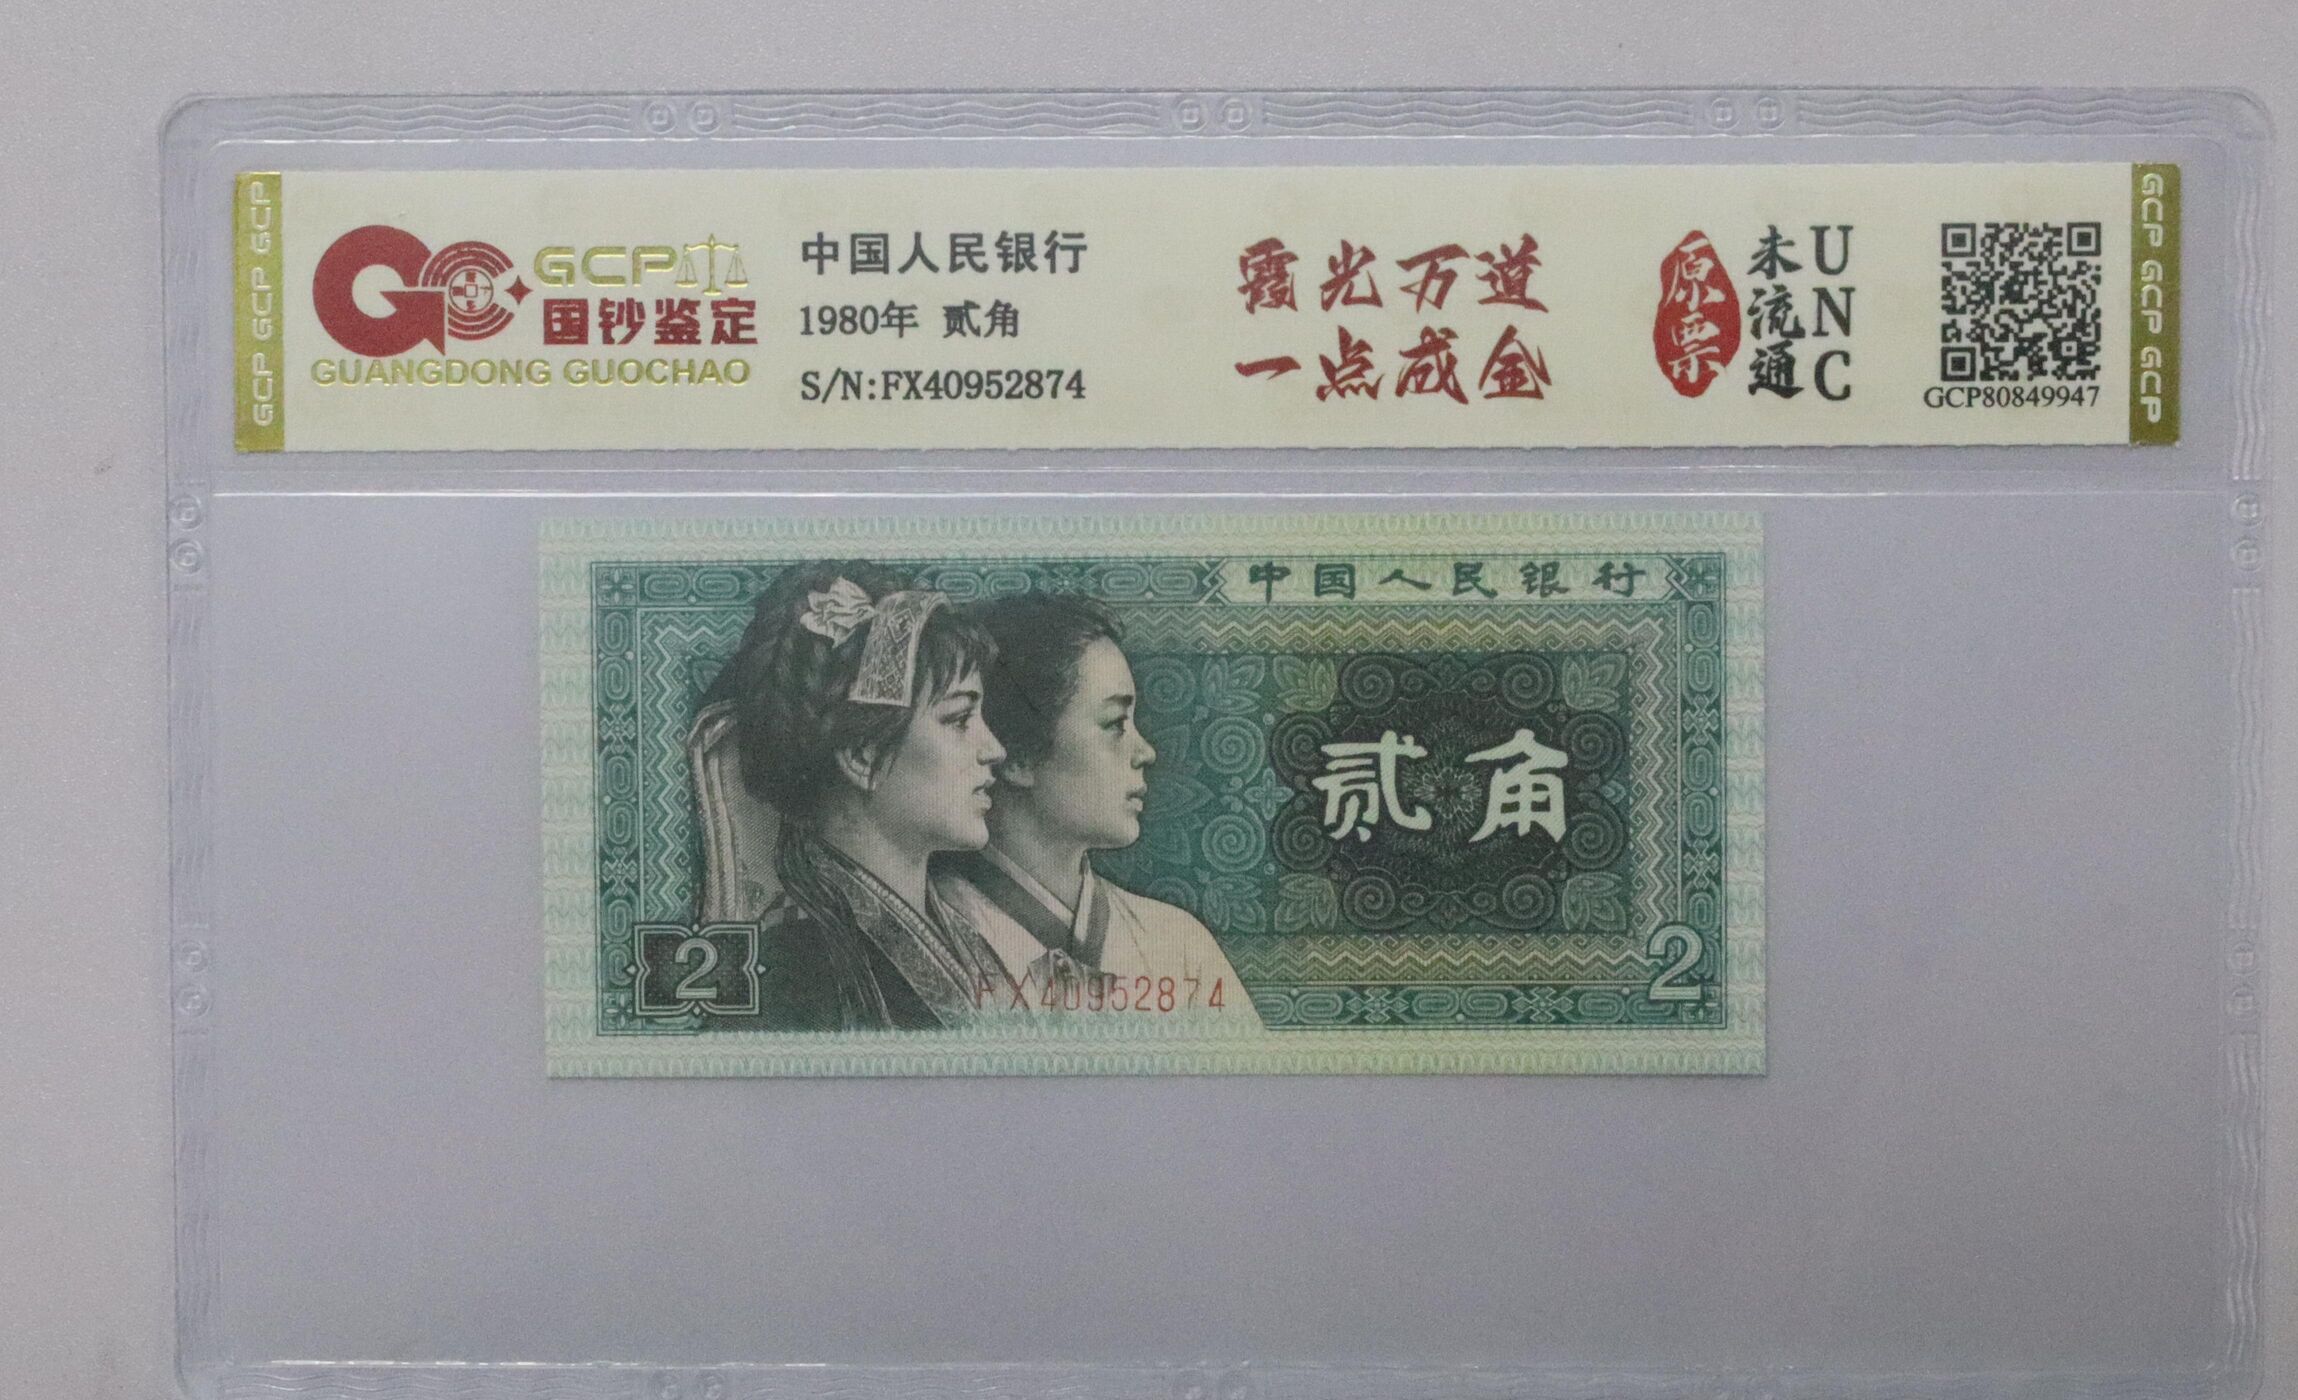 GCP GCP GCP
GCP
国钞鉴定
GUANGDONG GUOCHAO
中国人民银行
1980年 贰角
S/N:FX40952874
霞光万道
一点成金
原票
未流通
UNC
GCP80849947
GCP GCP GCP
中国人民银行
贰角
2
FX40952874
2